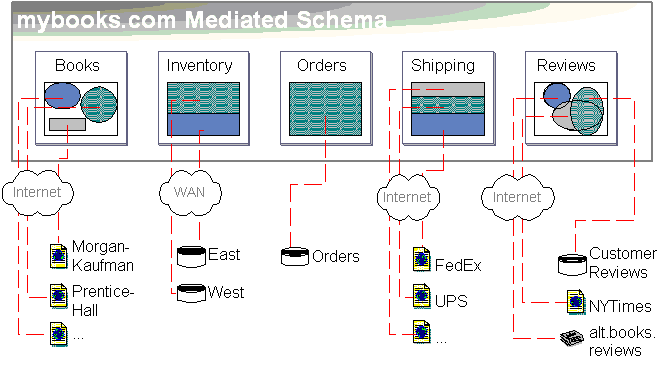 mybooks.com Mediated Schema
Books
Inventory
Orders
Shipping
Reviews
Internet
WAN
Internet
Internet
Morgan-
Kaufman
East
Orders
FedEx
Customer
Reviews
Prentice-
Hall
West
UPS
NYTimes
...
...
alt.books.
reviews